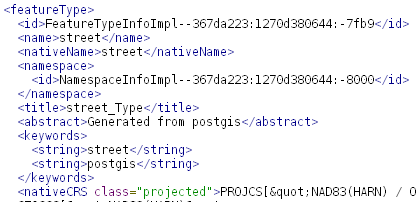 <featureType>
<id>FeatureTypeInfoImpl--367da223:1270d380644:-7fb9</id>
<name>street</name>
<nativeName>street</nativeName>
<namespace>
<id>NamespaceInfoImpl--367da223:1270d380644:-8000</id>
</namespace>
<title>street_Type</title>
<abstract>Generated from postgis</abstract>
<keywords>
<string>street</string>
<string>postgis</string>
</keywords>
<nativeCRS class="projected">PROJCS[&quot;NAD83(HARN) / O